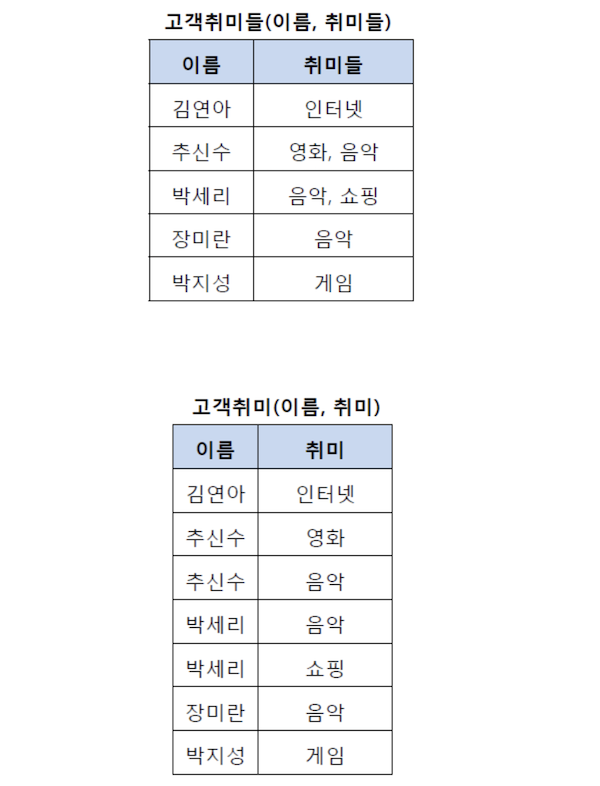 고객취미들(이름, 취미들)
이름 취미들
김연아 인터넷
추신수 영화, 음악
박세리 음악, 쇼핑
장미란 음악
박지성 게임
고객취미(이름, 취미)
이름 취미
김연아 인터넷
추신수 영화
추신수 음악
박세리 음악
박세리 쇼핑
장미란 음악
박지성 게임